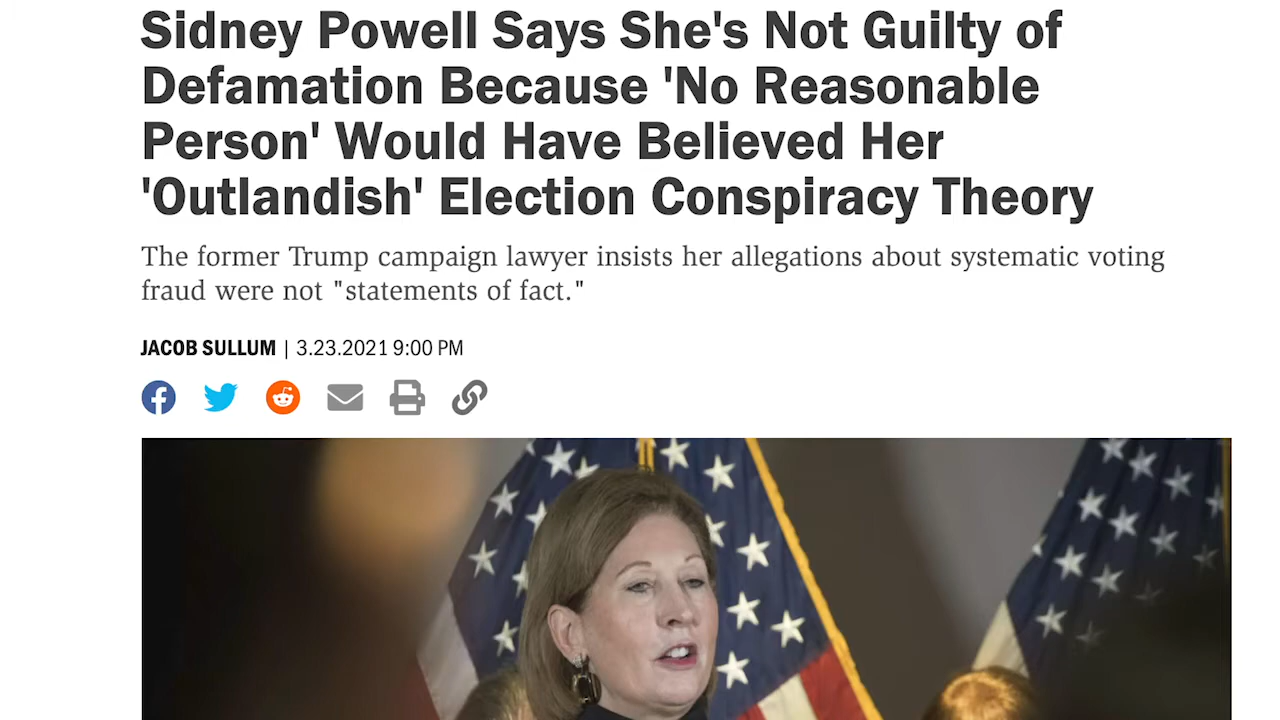 Sidney Powell Says She's Not Guilty of
Defamation Because 'No Reasonable
Person' Would Have Believed Her
'Outlandish' Election Conspiracy Theory
The former Trump campaign lawyer insists her allegations about systematic voting
fraud were not "statements of fact."
JACOB SULLUM | 3.23.2021 9:00 PM